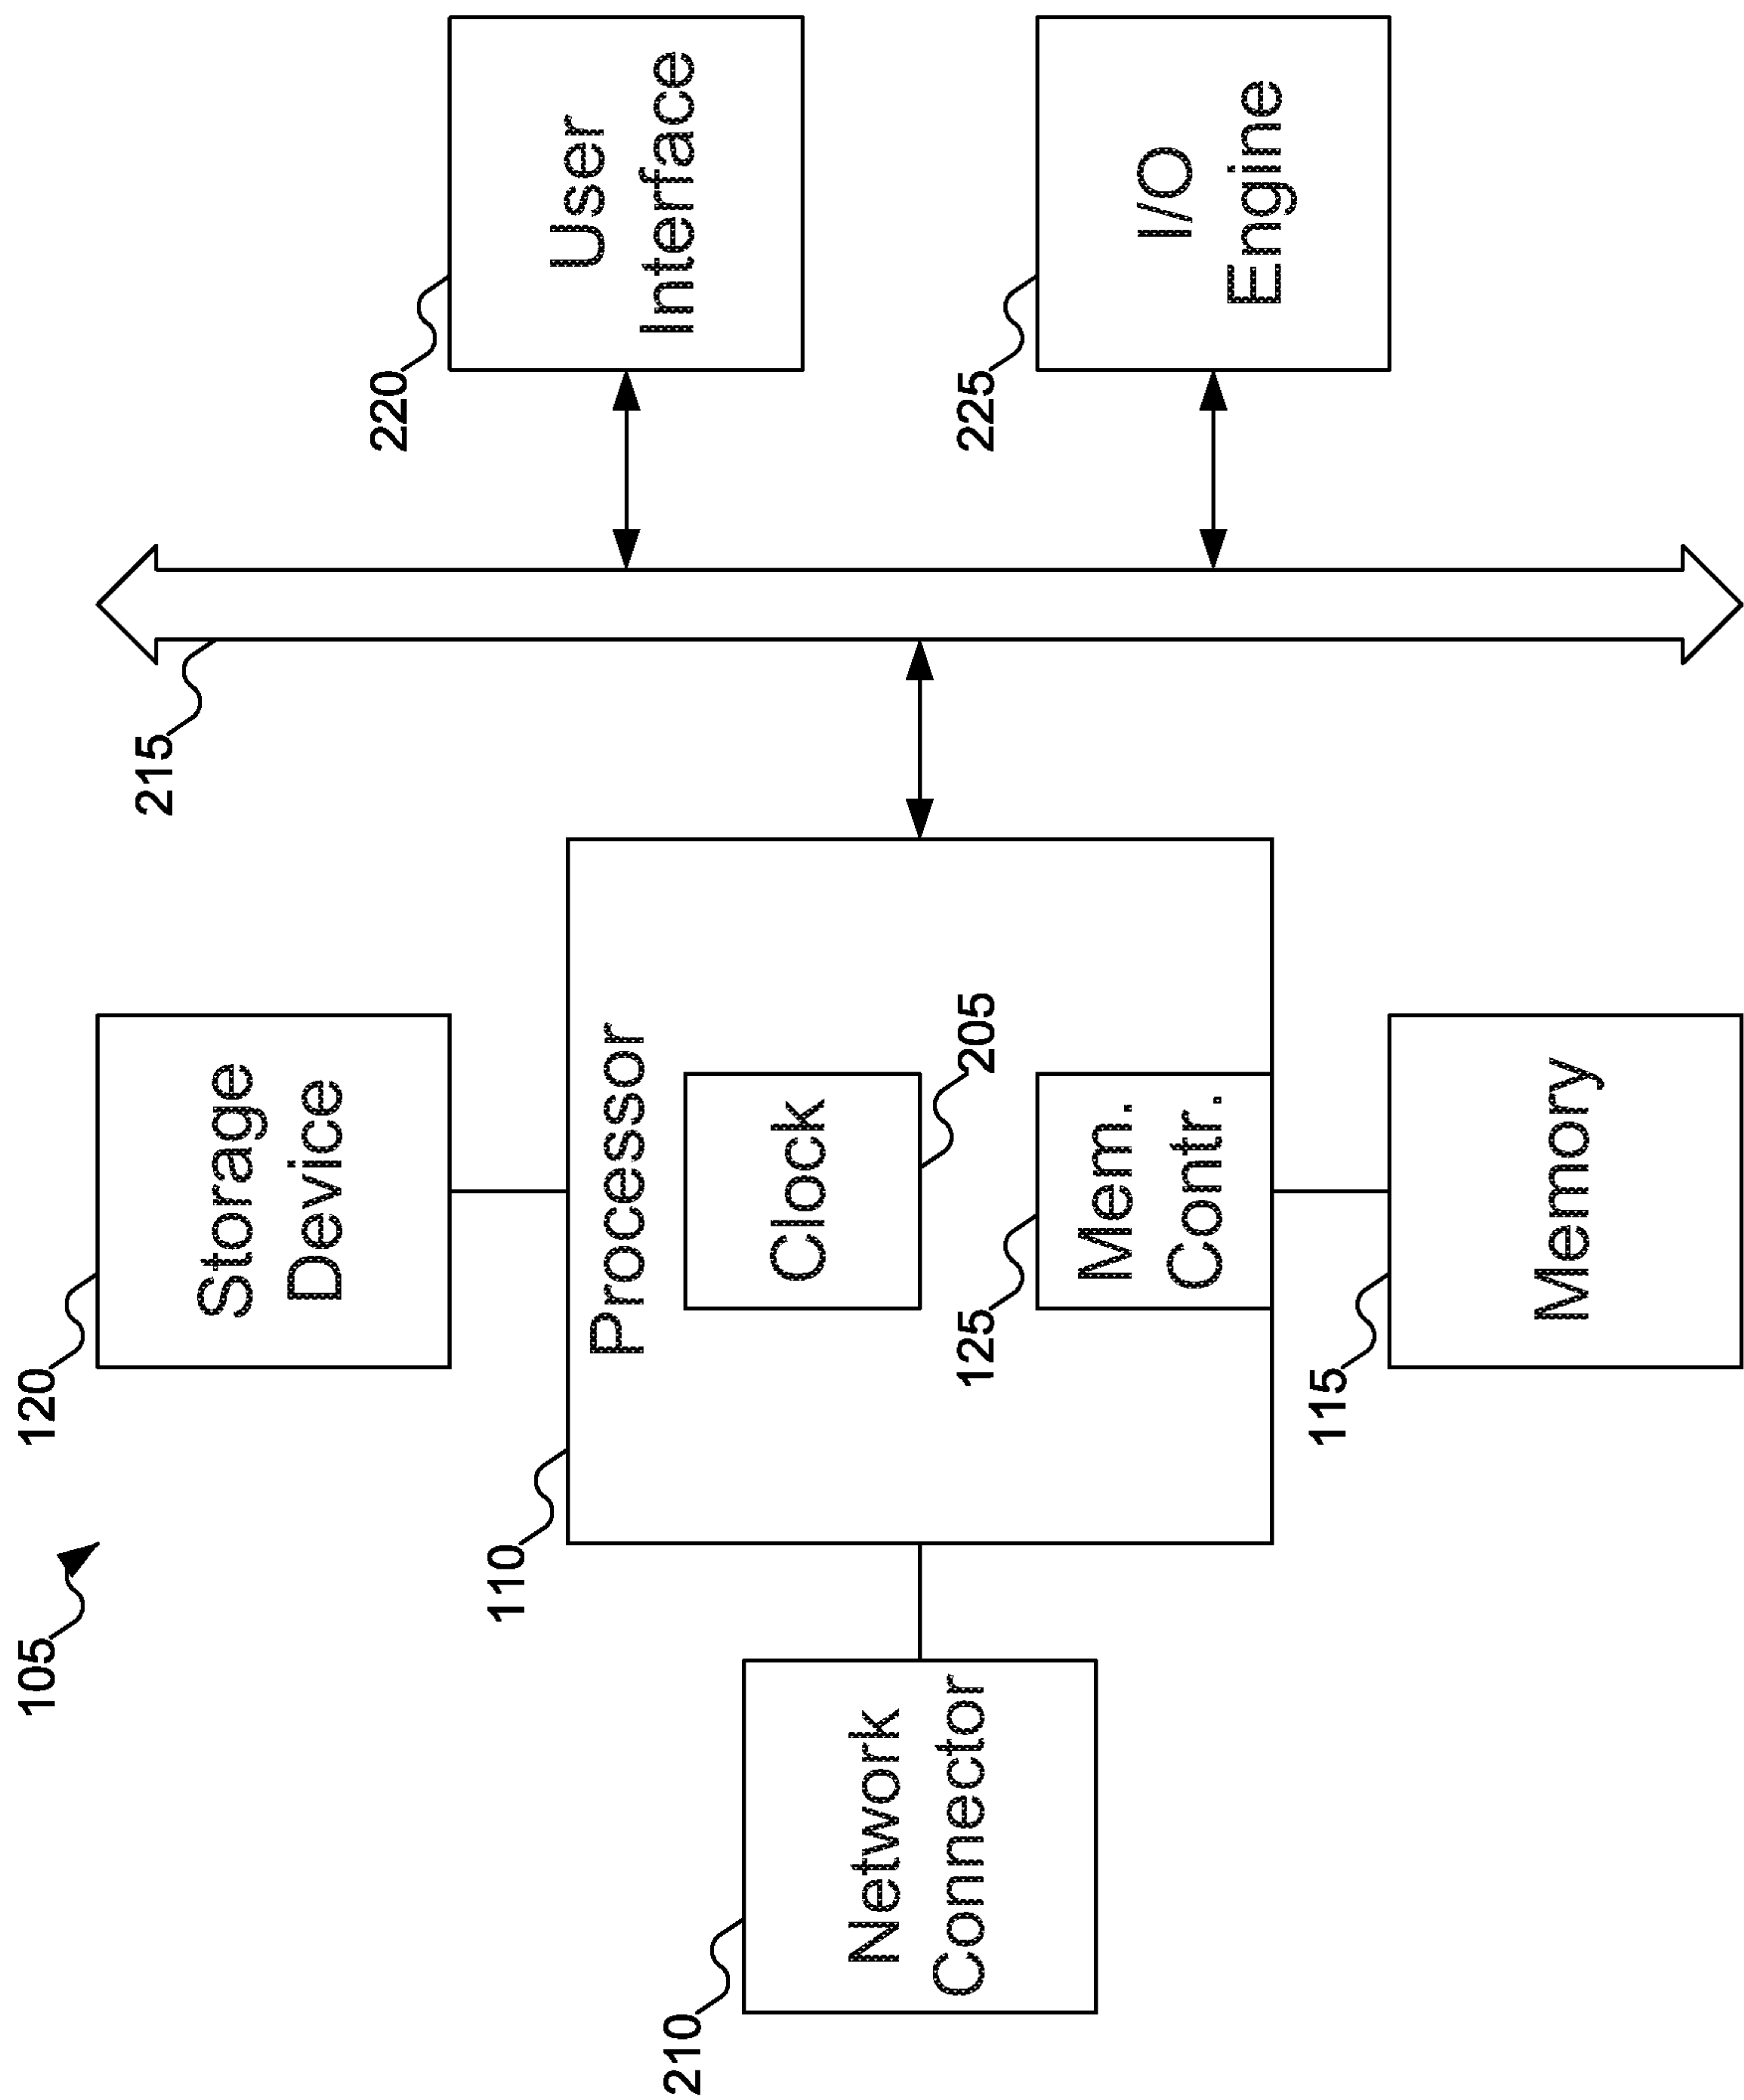 105
120
Storage
Device
215
220
User
Interface
110
Processor
210
Network
Connector
Clock
125
205
225
Mem.
Contr.
I/O
Engine
115
Memory